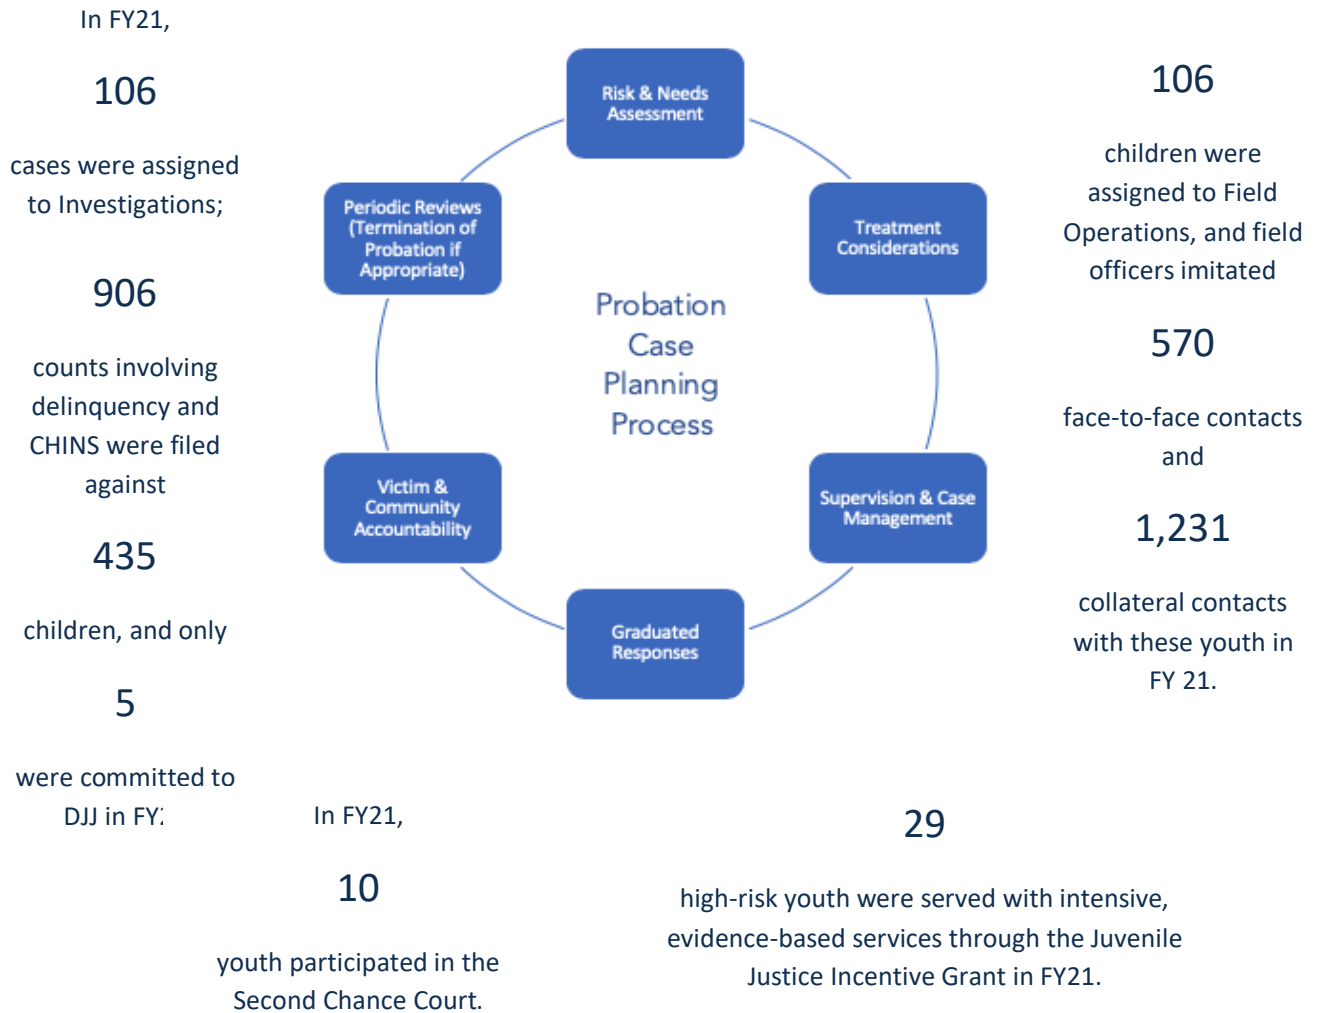 In FY21,
106
cases were assigned
to Investigations;
906
counts involving
delinquency and
CHINS were filed
against
435
children, and only
5
were committed to
DJJ in
Risk & Needs
Assessment
Treatment
Considerations
Supervision & Case
Management
Graduated
Responses
Victim &
Community
Accountability
Periodic Reviews
(Termination of
Probation if
Appropriate)
Probation
Case
Planning
Process
106
children were
assigned to Field
Operations, and field
officers imitated
570
face-to-face contacts
and
1,231
collateral contacts
with these youth in
FY 21.
In FY21,
10
youth participated in the
Second Chance Court.
29
high-risk youth were served with intensive,
evidence-based services through the Juvenile
Justice Incentive Grant in FY21.